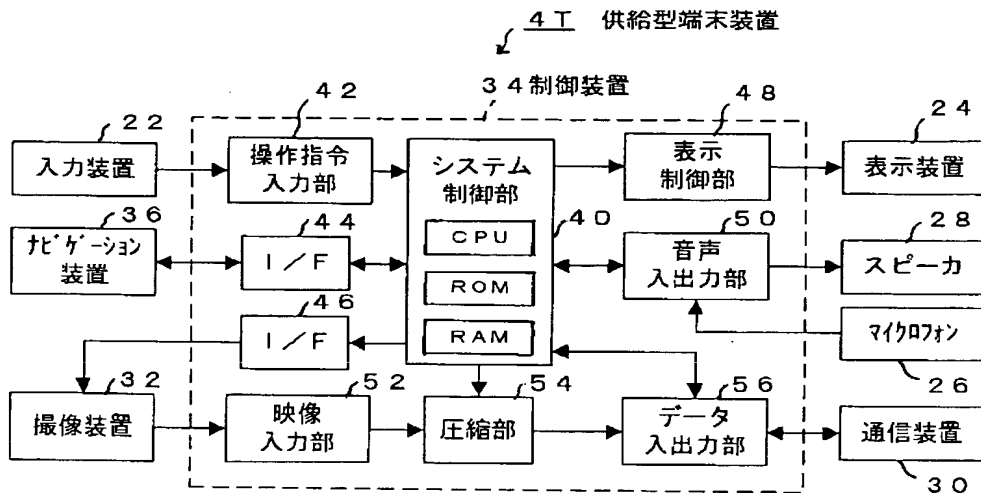 4T 供給型端末装置
34制御装置
42
48
22
24
入力装置
操作指令
入力部
システム
制御部
表示
制御部
表示装置
36
44
40
50
28
ナビゲーション
装置
I/F
CPU
音声
入出力部
スピーカ
46
ROM
I/F
RAM
マイクロフォン
32
52
54
56
26
撮像装置
映像
入力部
圧縮部
データ
入出力部
通信装置
30